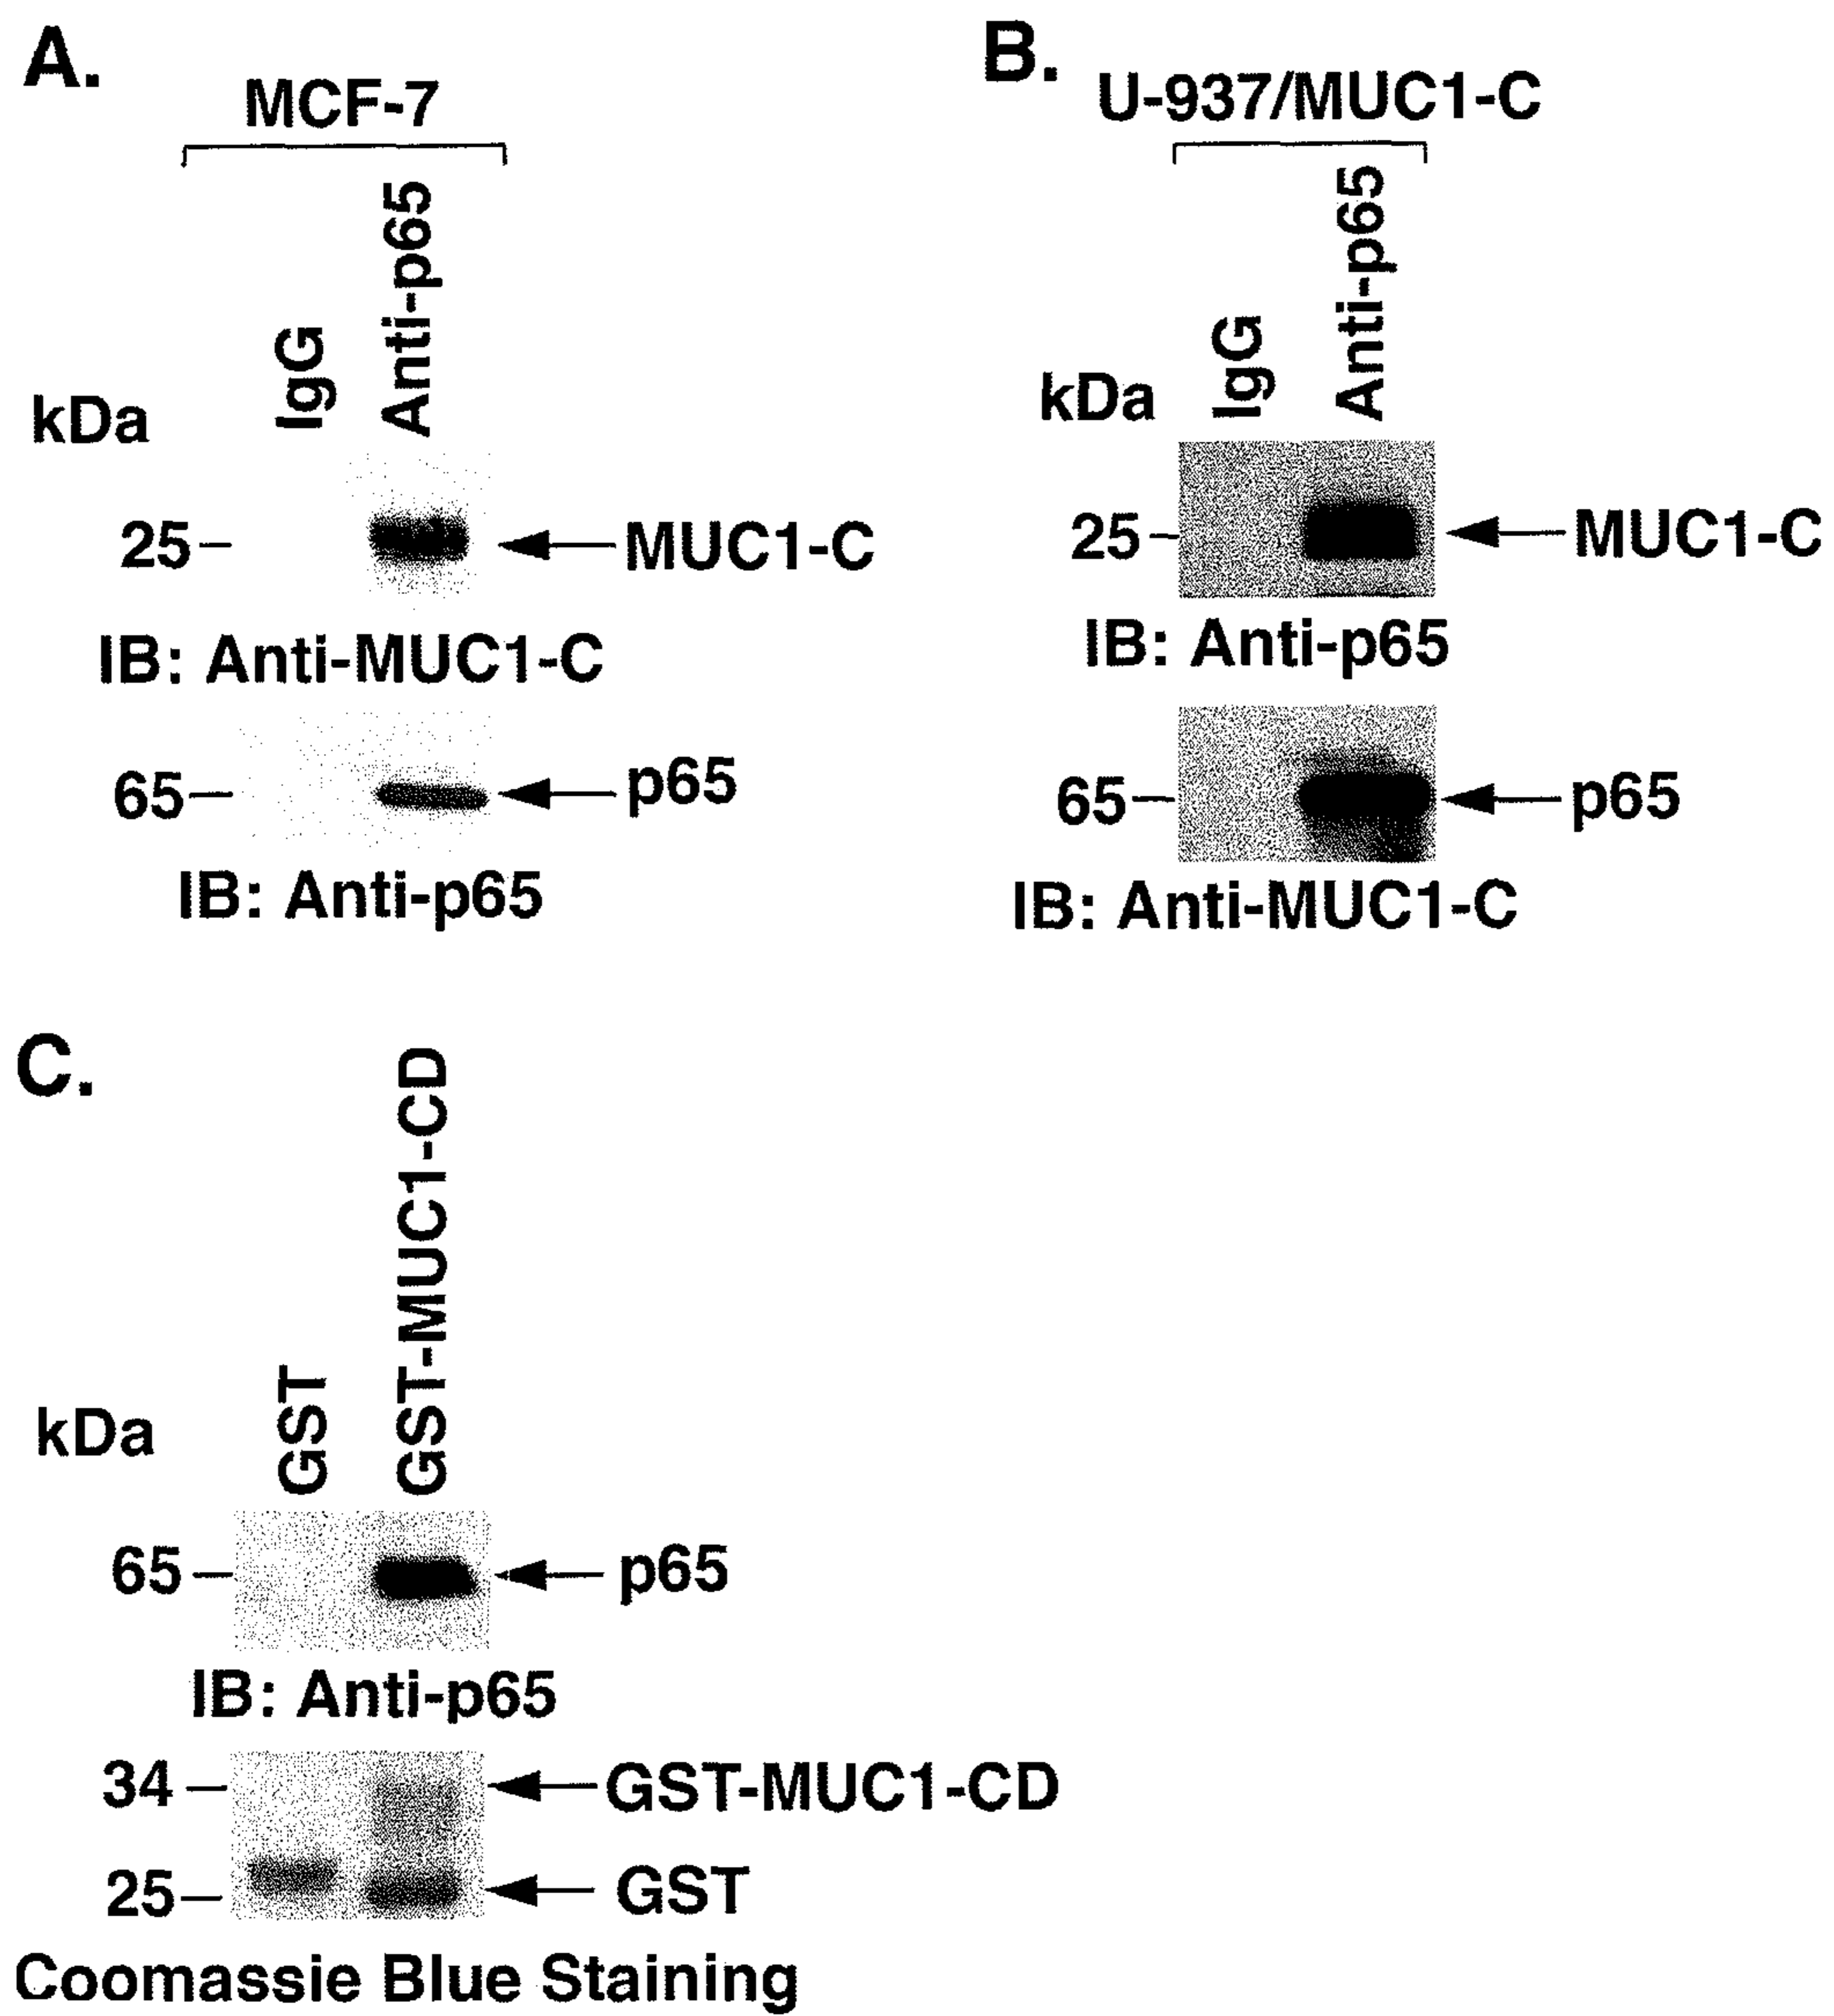 A.
MCF-7
IgG
Anti-p65
kDa
25
MUC1-C
IB: Anti-MUC1-C
65
p65
IB: Anti-p65
B.
U-937/MUC1-C
IgG
Anti-p65
kDa
25
MUC1-C
IB: Anti-p65
65
p65
IB: Anti-MUC1-C
C.
GST
GST-MUC1-CD
kDa
65
p65
IB: Anti-p65
34
GST-MUC1-CD
25
GST
Coomassie Blue Staining